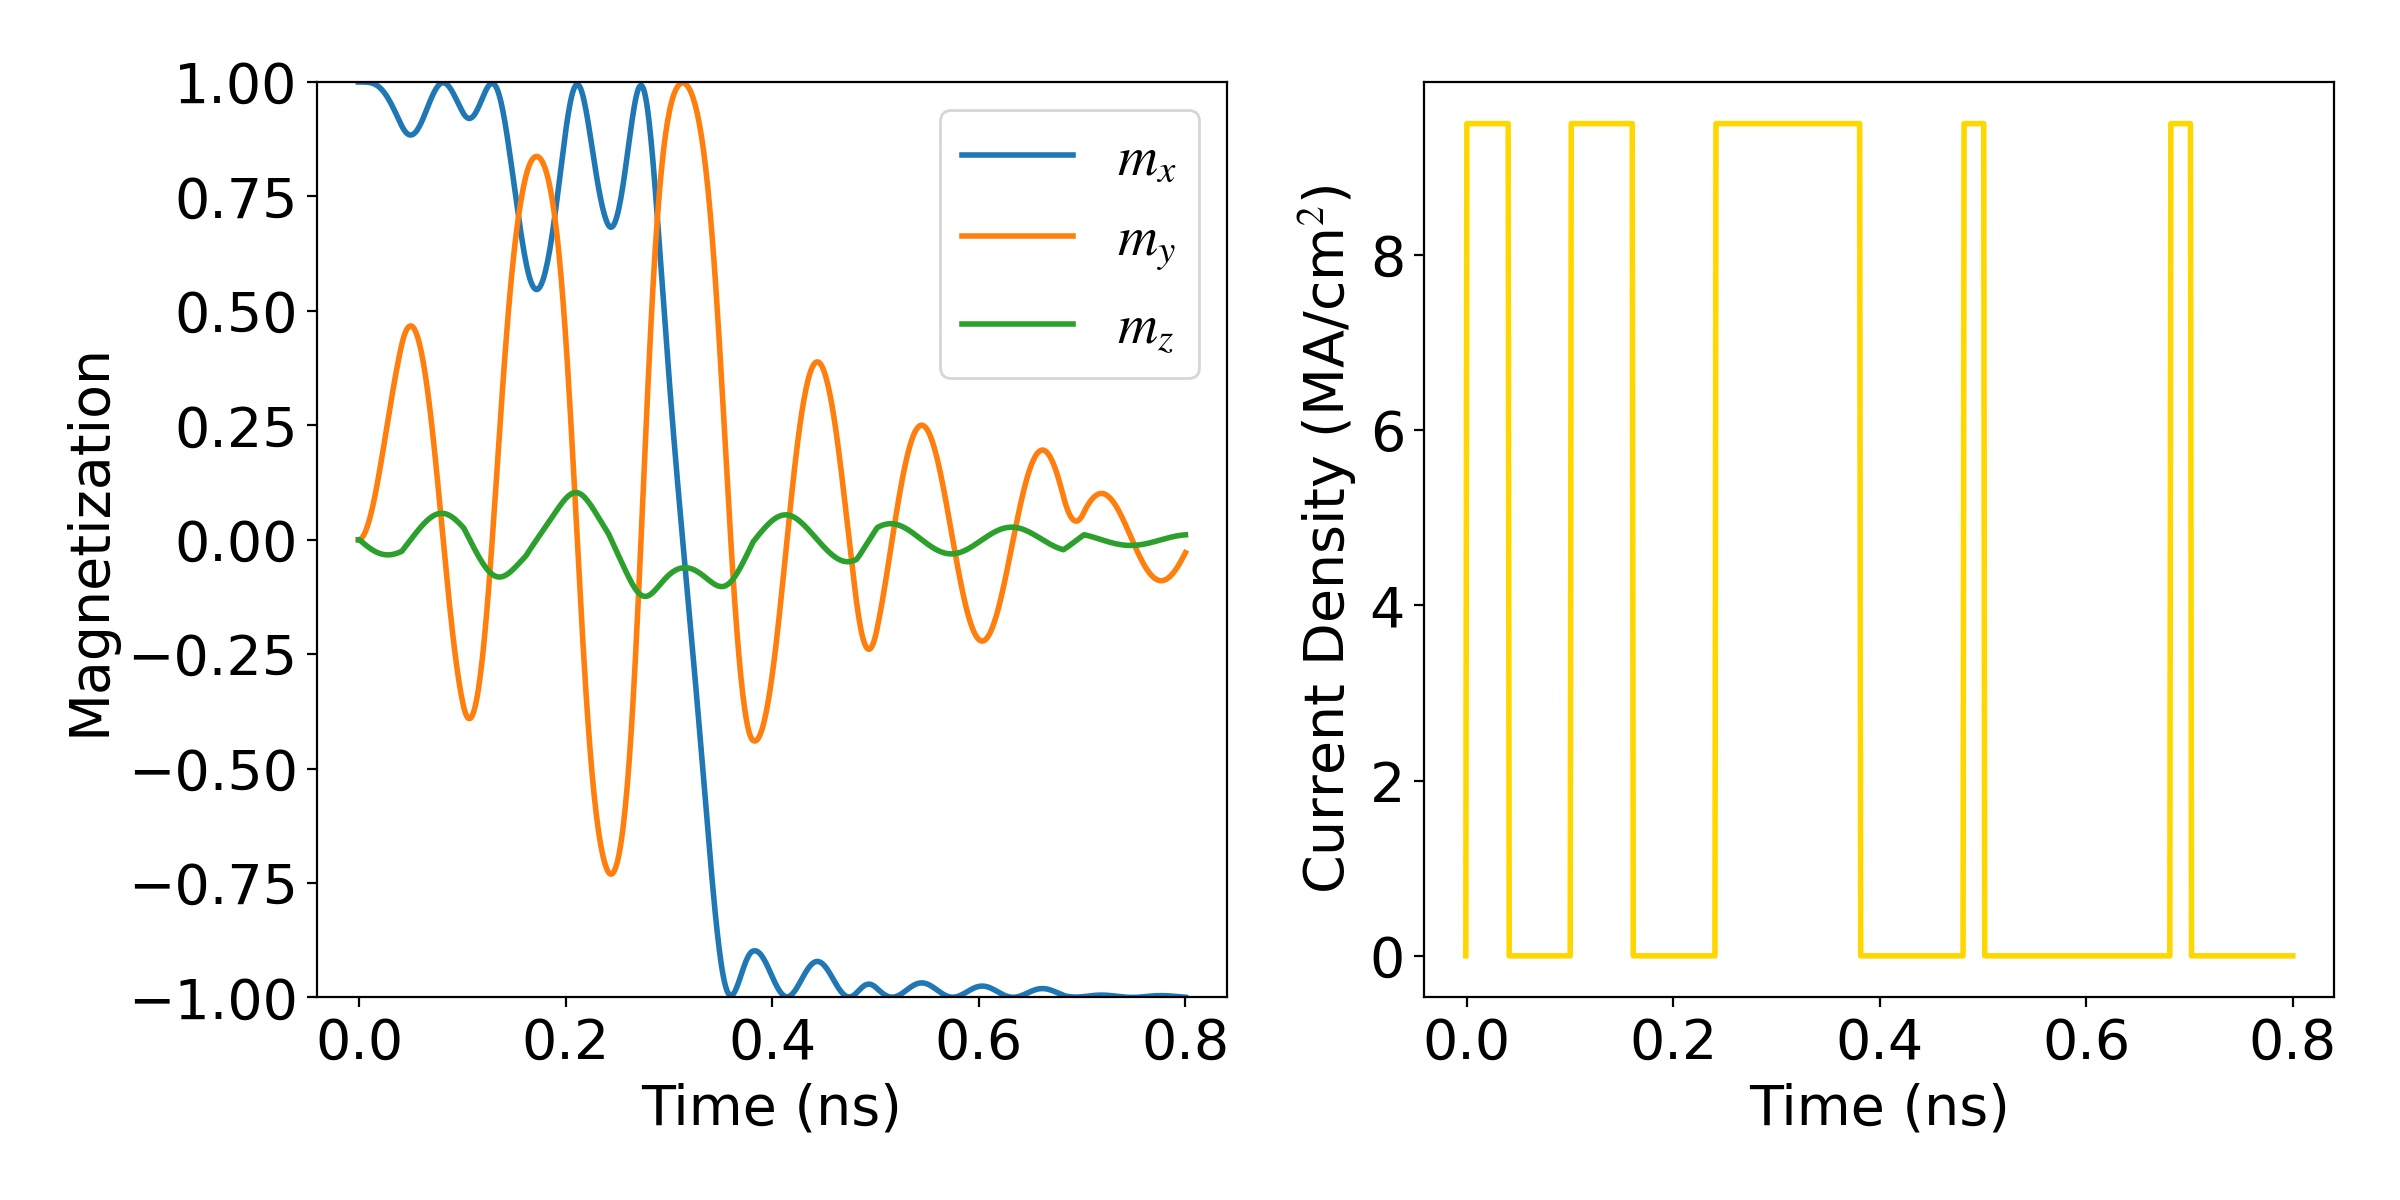 1.00
0.75
0.50
0.25
0.00
−0.25
−0.50
−0.75
−1.00
Magnetization
0.0 0.2 0.4 0.6 0.8
Time (ns)
m_x
m_y
m_z
8
6
4
2
0
Current Density (MA/cm²)
0.0 0.2 0.4 0.6 0.8
Time (ns)